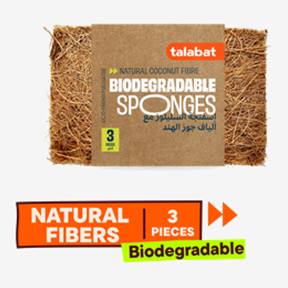 talabat
NATURAL COCONUT FIBRE
BIODEGRADABLE
SPONGES
اسفنجة السليلوز مع
ألياف جوز الهند
3
NATURAL
FIBERS
3
PIECES
Biodegradable